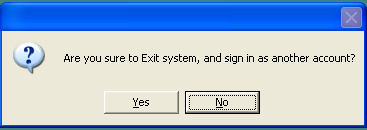 Are you sure to Exit system, and sign in as another account?
Yes
No